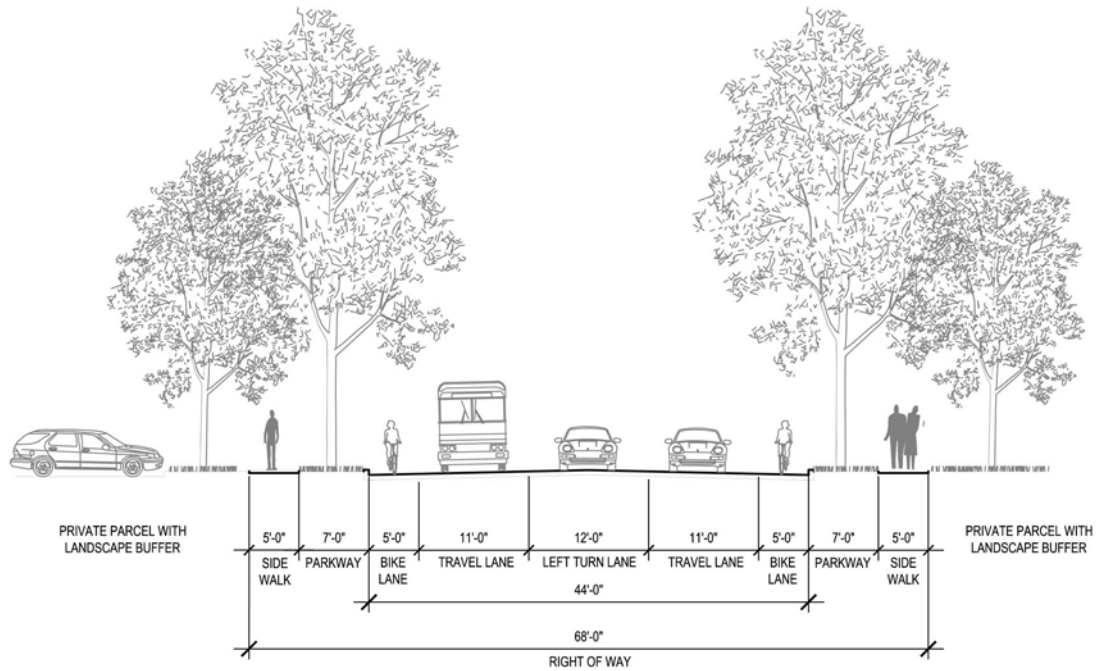 PRIVATE PARCEL WITH
LANDSCAPE BUFFER
5'-0" 7'-0" 5'-0" 11'-0" 12'-0" 11'-0" 5'-0" 7'-0" 5'-0"
SIDE PARKWAY BIKE TRAVEL LANE LEFT TURN LANE TRAVEL LANE BIKE PARKWAY SIDE
WALK LANE LANE WALK
PRIVATE PARCEL WITH
LANDSCAPE BUFFER
44'-0"
68'-0"
RIGHT OF WAY